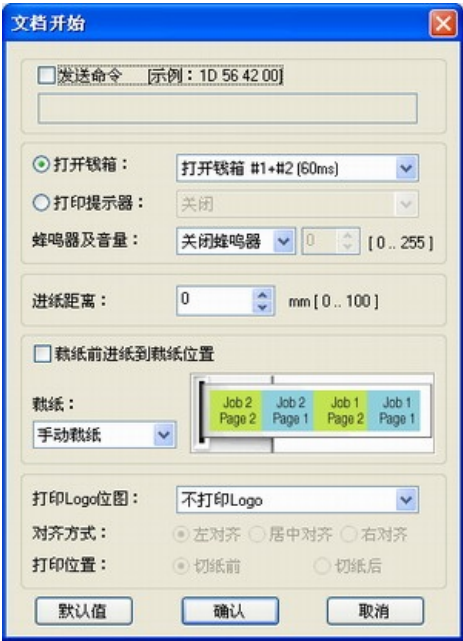 文档开始
发送命令 [示例：1D 56 42 00]
打开钱箱： 打开钱箱 #1+#2 (60ms)
打印提示器： 关闭
蜂鸣器及音量： 关闭蜂鸣器 0 [0 .. 255]
进纸距离： 0 mm [0 .. 100]
裁纸前进纸到裁纸位置
裁纸：
手动裁纸
Job 2 Job 2 Job 1 Job 1
Page 2 Page 1 Page 2 Page 1
打印Logo位图： 不打印Logo
对齐方式： 左对齐 居中对齐 右对齐
打印位置： 切纸前 切纸后
默认值 确认 取消